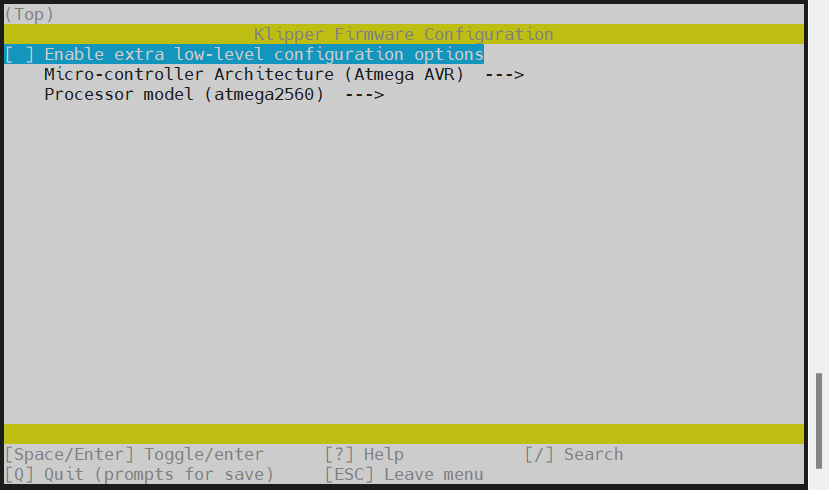 (Top)
Klipper Firmware Configuration
[ ] Enable extra low-level configuration options
Micro-controller Architecture (Atmega AVR)  --->
Processor model (atmega2560)  --->
[Space/Enter] Toggle/enter      [?] Help      [/] Search
[Q] Quit (prompts for save)     [ESC] Leave menu